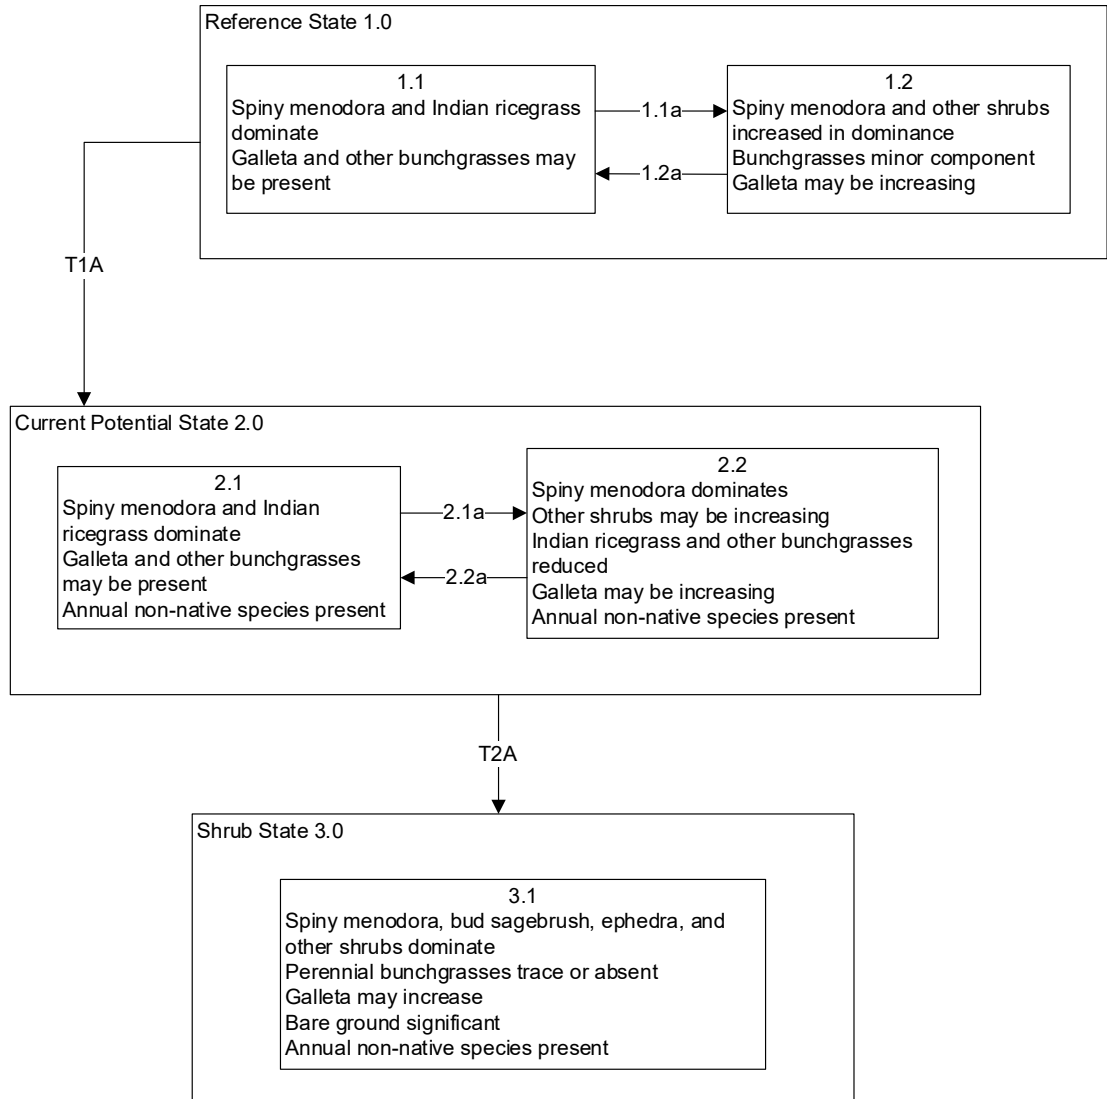 Reference State 1.0
1.1
Spiny menodora and Indian ricegrass
dominate
Galleta and other bunchgrasses may
be present
1.1a
1.2a
1.2
Spiny menodora and other shrubs
increased in dominance
Bunchgrasses minor component
Galleta may be increasing
T1A
Current Potential State 2.0
2.1
Spiny menodora and Indian
ricegrass dominate
Galleta and other bunchgrasses
may be present
Annual non-native species present
2.1a
2.2a
2.2
Spiny menodora dominates
Other shrubs may be increasing
Indian ricegrass and other bunchgrasses
reduced
Galleta may be increasing
Annual non-native species present
T2A
Shrub State 3.0
3.1
Spiny menodora, bud sagebrush, ephedra, and
other shrubs dominate
Perennial bunchgrasses trace or absent
Galleta may increase
Bare ground significant
Annual non-native species present